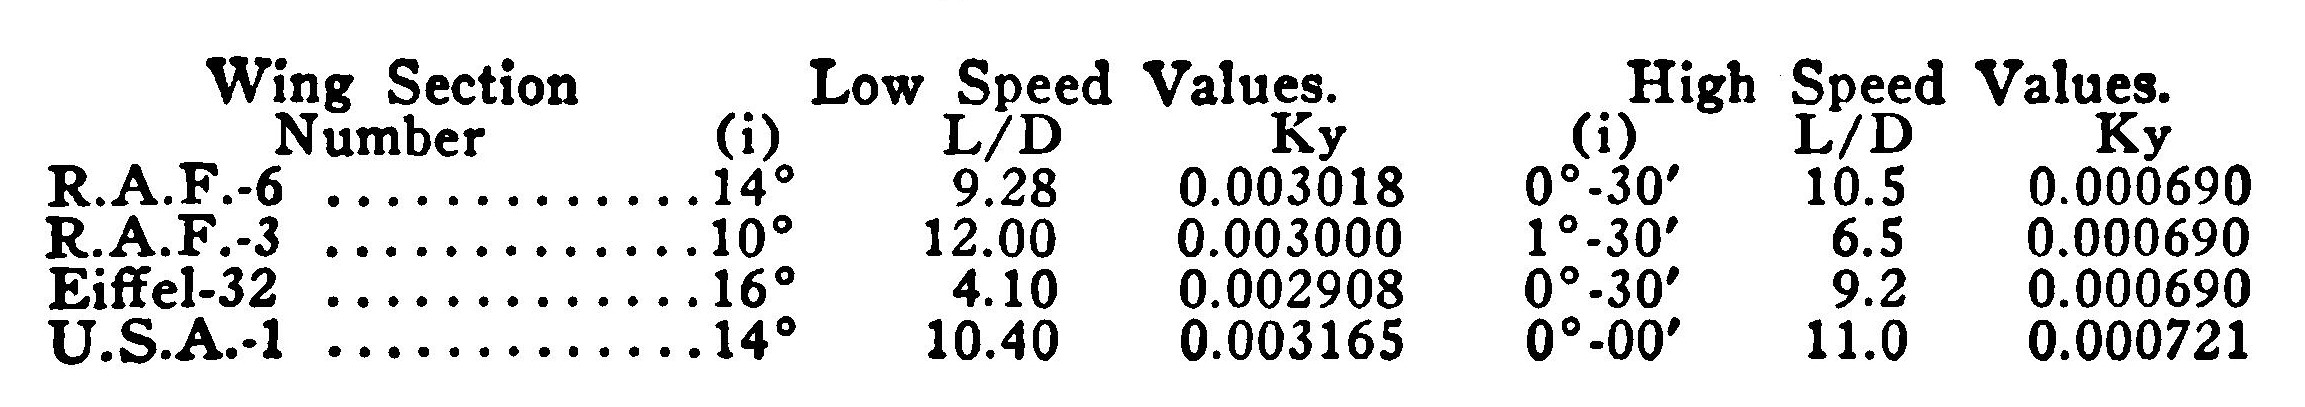 Wing Section Low Speed Values. High Speed Values.
Number (i) L/D Ky (i) L/D Ky
R.A.F.-6 .............14° 9.28 0.003018 0°-30′ 10.5 0.000690
R.A.F.-3 .............10° 12.00 0.003000 1°-30′ 6.5 0.000690
Eiffel-32 .............16° 4.10 0.002908 0°-30′ 9.2 0.000690
U.S.A.-1 .............14° 10.40 0.003165 0°-00′ 11.0 0.000721